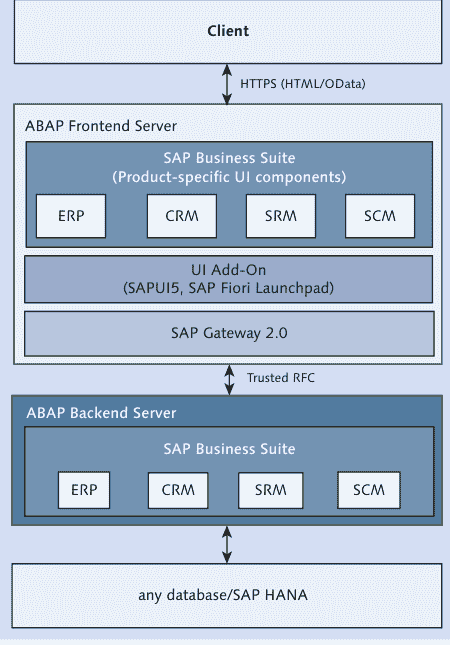 Client
HTTPS (HTML/OData)
ABAP Frontend Server
SAP Business Suite
(Product-specific UI components)
ERP
CRM
SRM
SCM
UI Add-On
(SAPUI5, SAP Fiori Launchpad)
SAP Gateway 2.0
Trusted RFC
ABAP Backend Server
SAP Business Suite
ERP
CRM
SRM
SCM
any database/SAP HANA